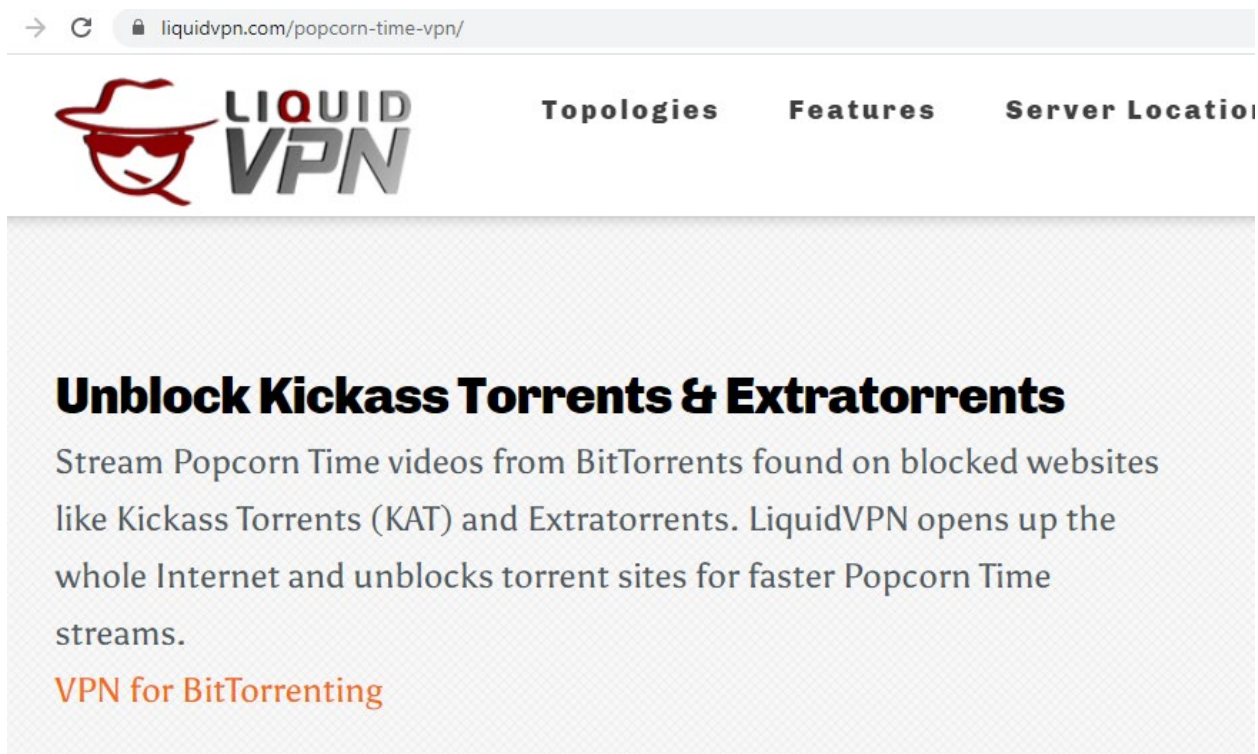 liquidvpn.com/popcorn-time-vpn/
LIQUID
VPN
Topologies Features Server Location
Unblock Kickass Torrents & Extratorrents
Stream Popcorn Time videos from BitTorrents found on blocked websites
like Kickass Torrents (KAT) and Extratorrents. LiquidVPN opens up the
whole Internet and unblocks torrent sites for faster Popcorn Time
streams.
VPN for BitTorrenting